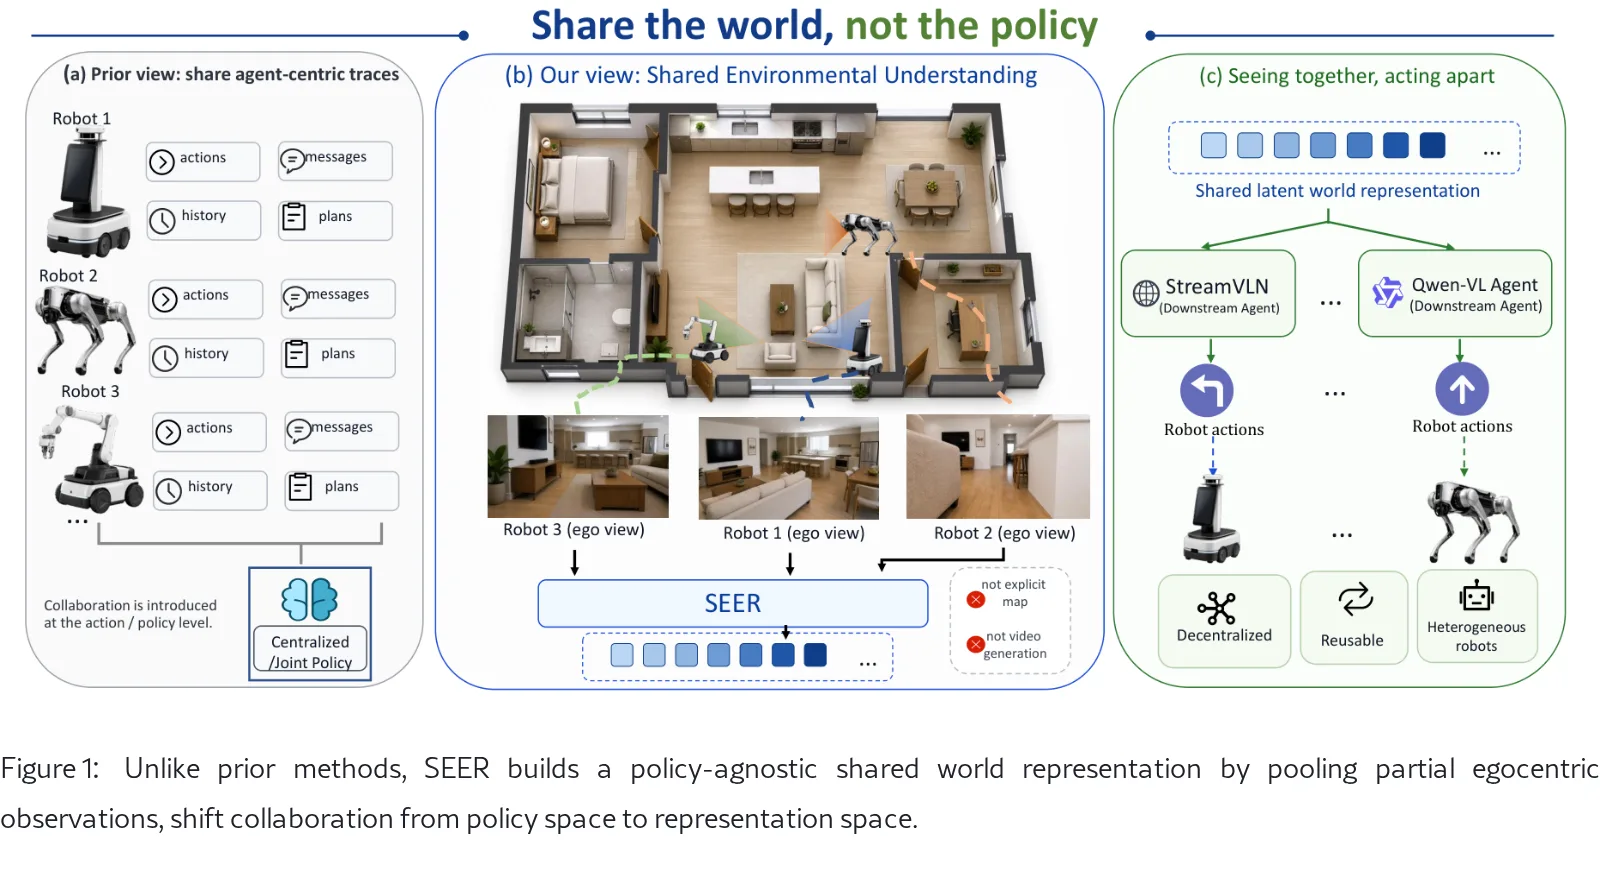 Share the world, not the policy
(a) Prior view: share agent-centric traces
Robot 1
actions
messages
history
plans
Robot 2
actions
messages
history
plans
Robot 3
actions
messages
history
plans
...
Collaboration is introduced
at the action / policy level.
Centralized
/Joint Policy
(b) Our view: Shared Environmental Understanding
Robot 3 (ego view)
Robot 1 (ego view)
Robot 2 (ego view)
SEER
...
not explicit
map
not video
generation
(c) Seeing together, acting apart
...
Shared latent world representation
StreamVLN
(Downstream Agent)
...
Qwen-VL Agent
(Downstream Agent)
Robot actions
...
Robot actions
...
Decentralized
Reusable
Heterogeneous
robots
Figure 1: Unlike prior methods, SEER builds a policy-agnostic shared world representation by pooling partial egocentric
observations, shift collaboration from policy space to representation space.